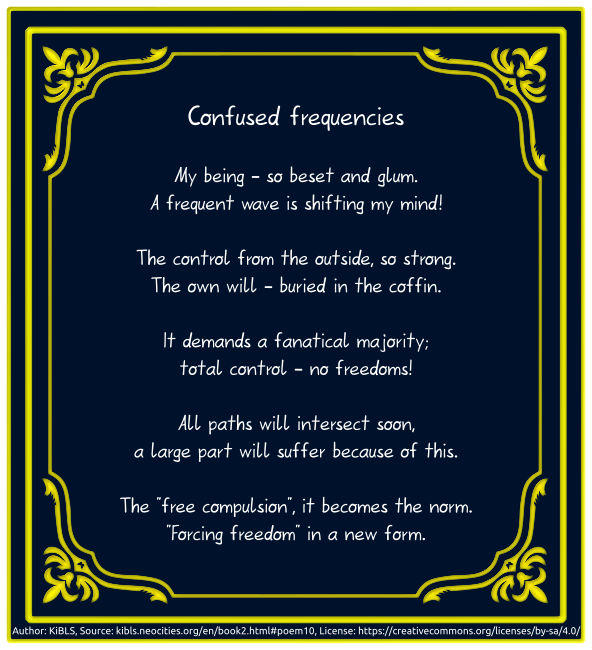 Confused frequencies
My being – so beset and glum.
A frequent wave is shifting my mind!
The control from the outside, so strong.
The own will – buried in the coffin.
It demands a fanatical majority;
total control – no freedoms!
All paths will intersect soon,
a large part will suffer because of this.
The "free compulsion", it becomes the norm.
"Forcing freedom" in a new form.
Author: KiBLS, Source: kibls.neocities.org/en/book2.html#poem10, License: https://creativecommons.org/licenses/by-sa/4.0/